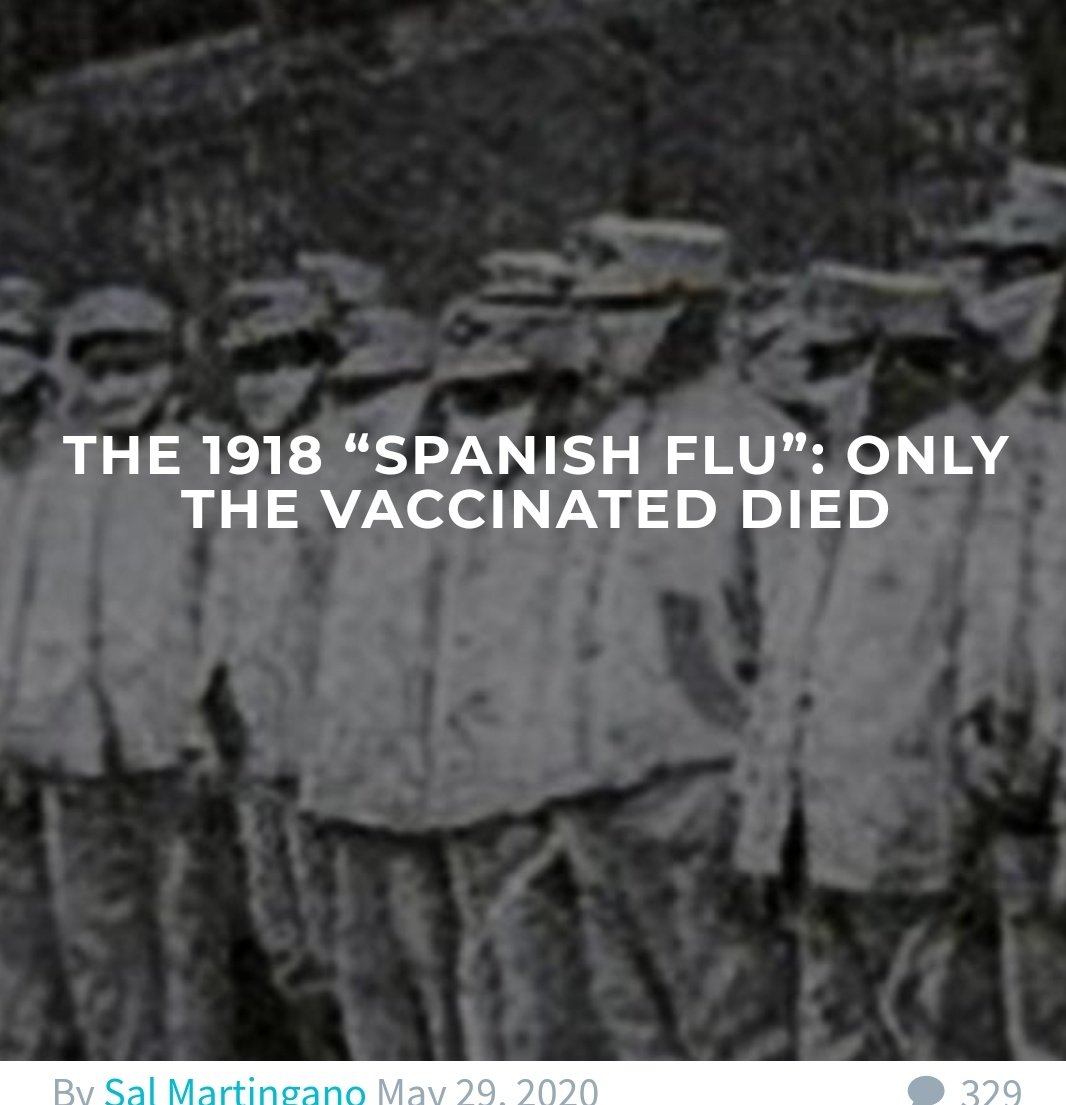 THE 1918 “SPANISH FLU”: ONLY
THE VACCINATED DIED
By Sal Martingano May 29, 2020
329